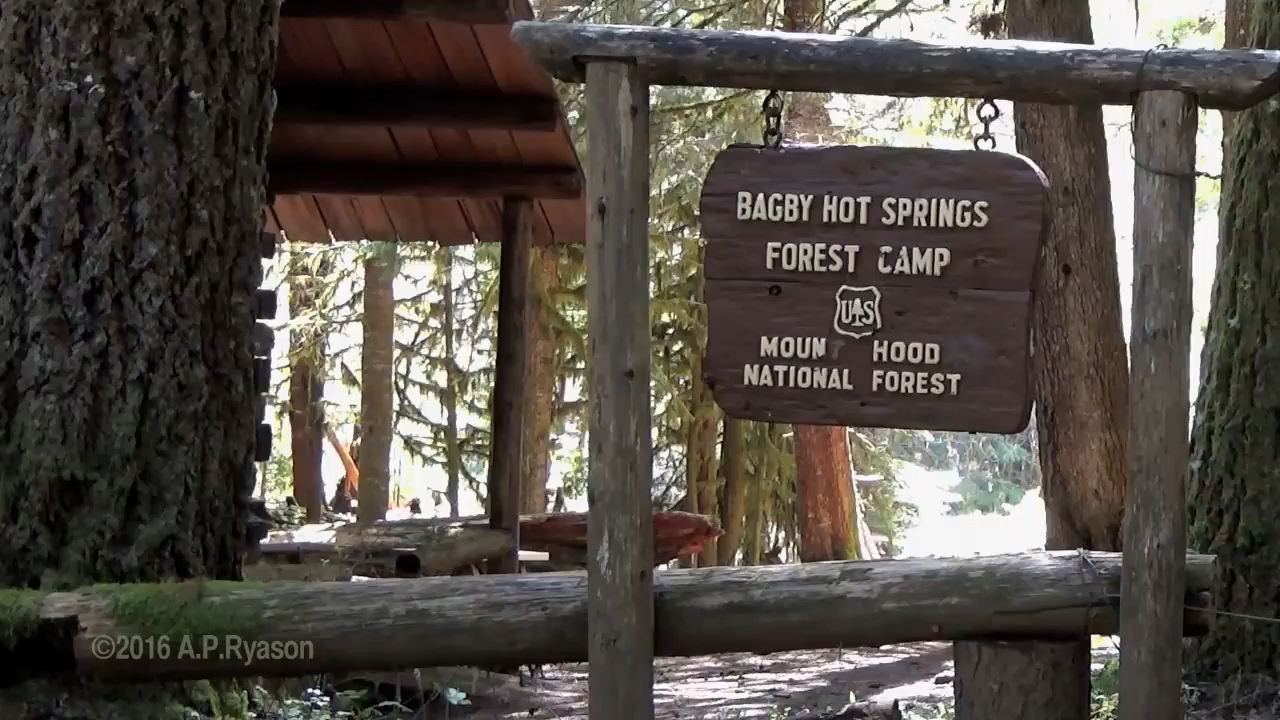 BAGBY HOT SPRINGS
FOREST CAMP
US
MOUN HOOD
NATIONAL FOREST
©2016 A.P.Ryason